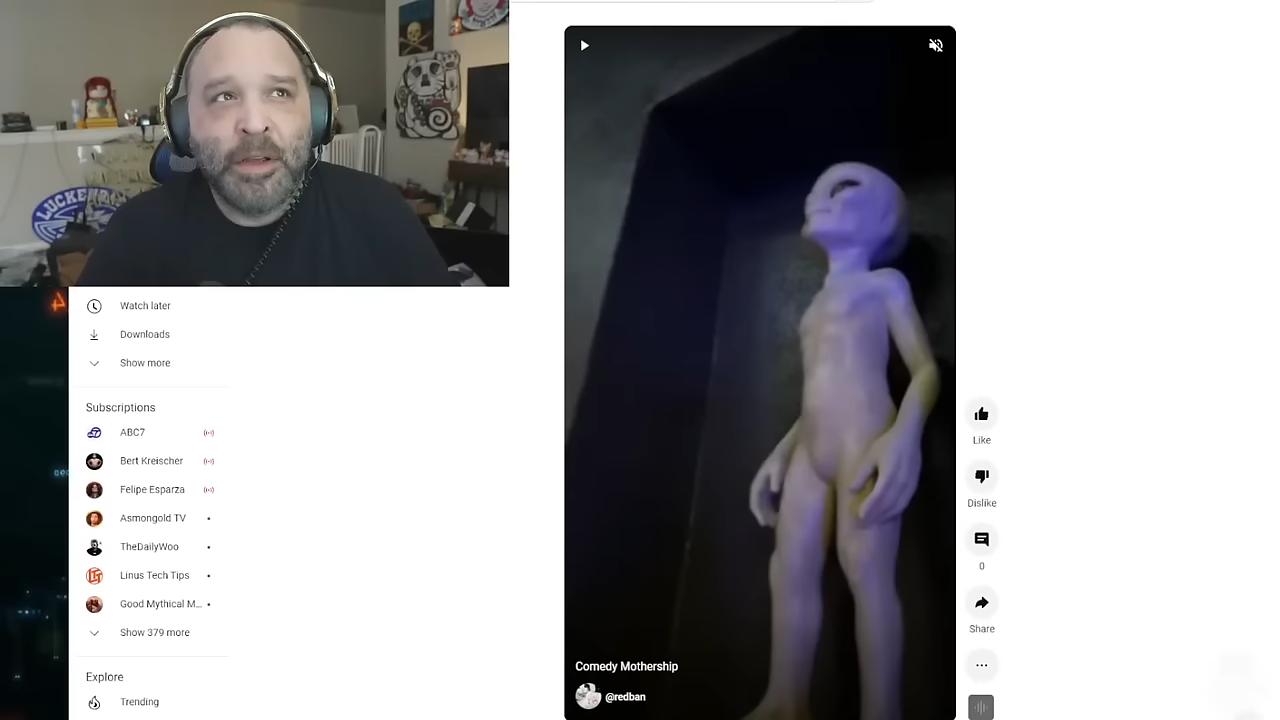 LUCKENBACH
Watch later
Downloads
Show more
Subscriptions
ABC7
Bert Kreischer
Felipe Esparza
Asmongold TV
TheDailyWoo
Linus Tech Tips
Good Mythical M...
Show 379 more
Explore
Trending
Comedy Mothership
@redban
Like
Dislike
0
Share